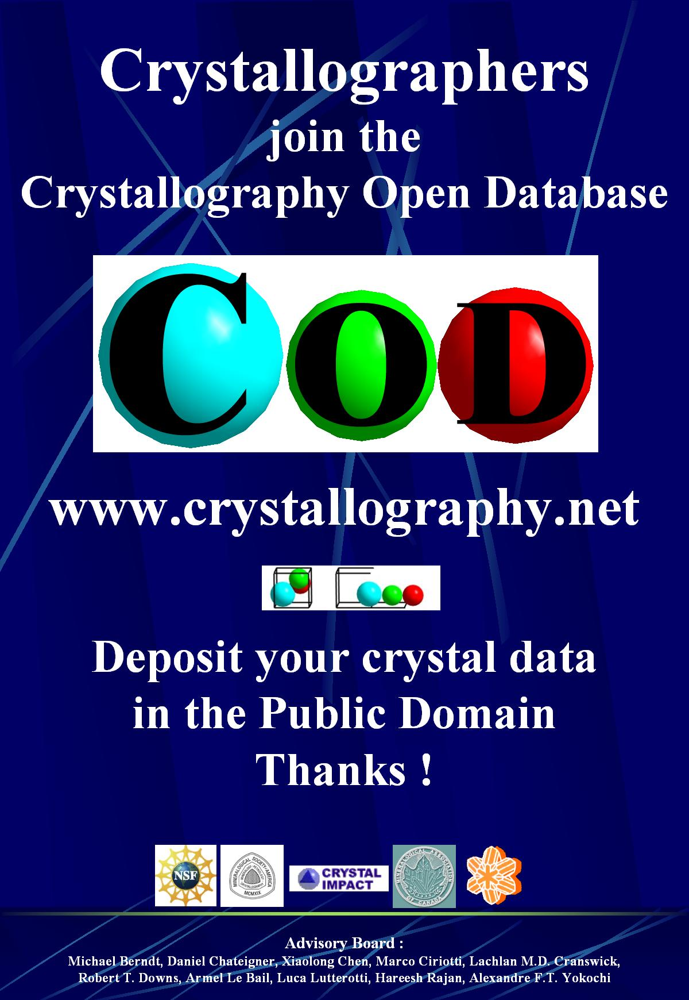 Crystallographers
join the
Crystallography Open Database
COD
www.crystallography.net
Deposit your crystal data
in the Public Domain
Thanks !
NSF
MINERALOGICAL SOCIETY OF AMERICA
MINERALOGY PETROLOGY
CRYSTALLOGRAPHY
MCMXIX
CRYSTAL
IMPACT
MINERALOGICAL ASSOCIATION
OF CANADA
Advisory Board :
Michael Berndt, Daniel Chateigner, Xiaolong Chen, Marco Ciriotti, Lachlan M.D. Cranswick,
Robert T. Downs, Armel Le Bail, Luca Lutterotti, Hareesh Rajan, Alexandre F.T. Yokochi